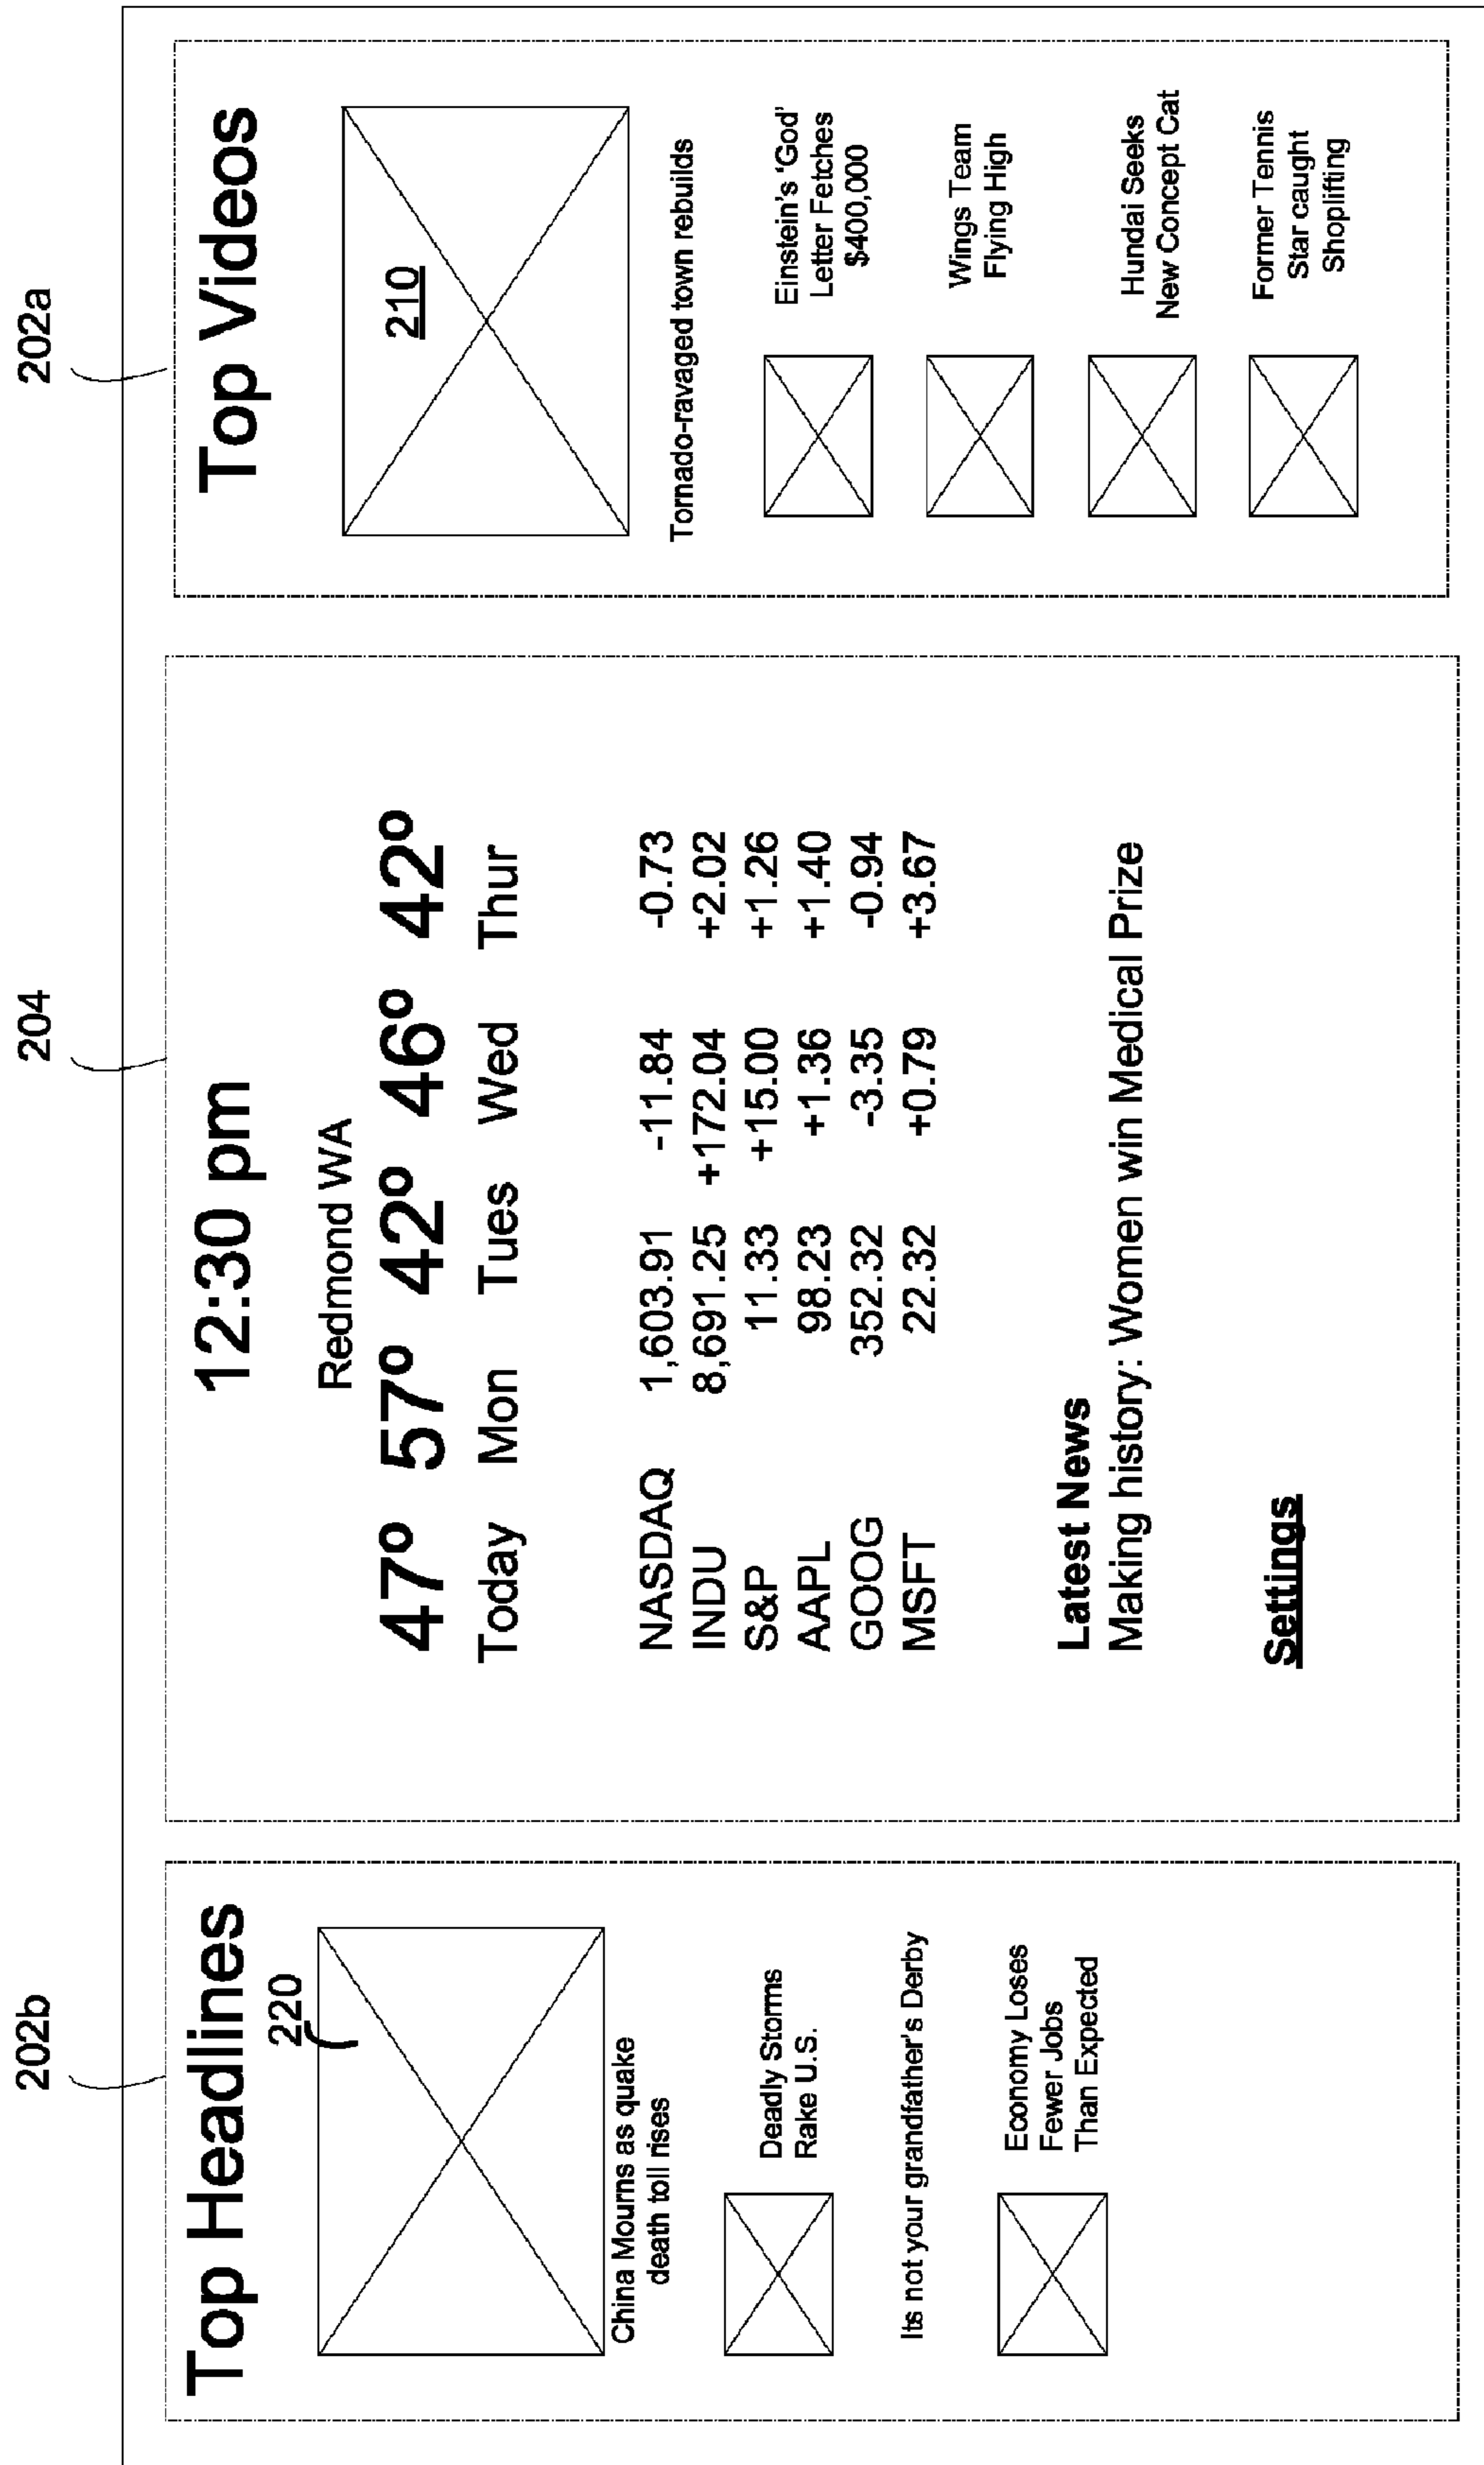 202b
204
202a
Top Headlines
220
China Mourns as quake
death toll rises
Deadly Storms
Rake U.S.
Its not your grandfather's Derby
Economy Loses
Fewer Jobs
Than Expected
12:30 pm
Redmond WA
47º 57º 42º 46º 42º
Today Mon Tues Wed Thur
NASDAQ 1,603.91 -11.84 -0.73
INDU 8,691.25 +172.04 +2.02
S&P 11.33 +15.00 +1.26
AAPL 98.23 +1.36 +1.40
GOOG 352.32 -3.35 -0.94
MSFT 22.32 +0.79 +3.67
Latest News
Making history: Women win Medical Prize
Settings
Top Videos
210
Tornado-ravaged town rebuilds
Einstein's 'God'
Letter Fetches
$400,000
Wings Team
Flying High
Hundai Seeks
New Concept Cat
Former Tennis
Star caught
Shoplifting